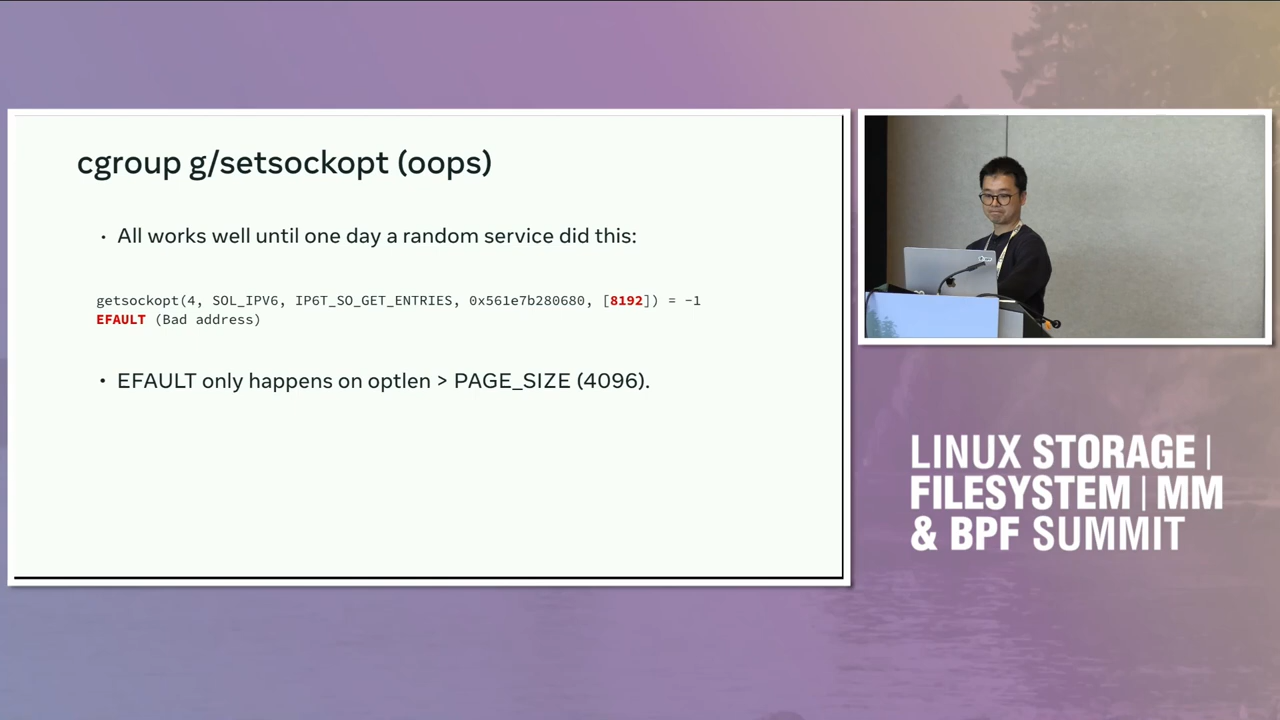 cgroup g/setsockopt (oops)
· All works well until one day a random service did this:
getsockopt(4, SOL_IPV6, IP6T_SO_GET_ENTRIES, 0x561e7b280680, [8192]) = -1
EFAULT (Bad address)
· EFAULT only happens on optlen > PAGE_SIZE (4096).
LINUX STORAGE |
FILESYSTEM | MM
& BPF SUMMIT